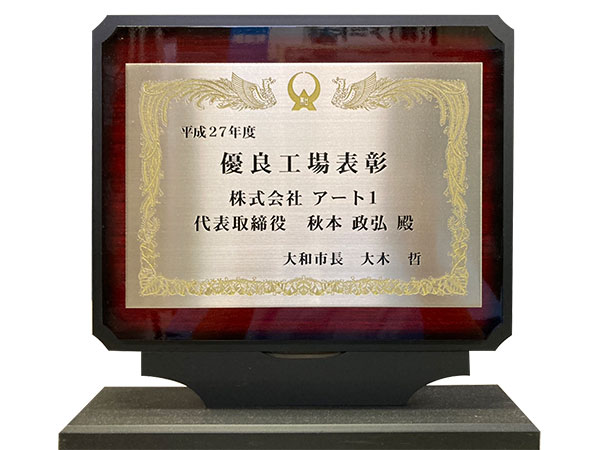 平成27年度
優良工場表彰
株式会社 アート1
代表取締役 秋本 政弘 殿
大和市長 大木 哲